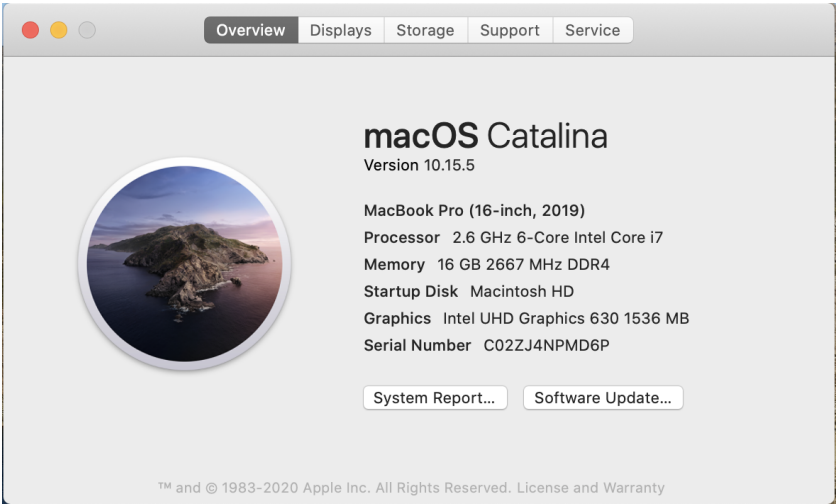 Overview Displays Storage Support Service
macOS Catalina
Version 10.15.5
MacBook Pro (16-inch, 2019)
Processor 2.6 GHz 6-Core Intel Core i7
Memory 16 GB 2667 MHz DDR4
Startup Disk Macintosh HD
Graphics Intel UHD Graphics 630 1536 MB
Serial Number C02ZJ4NPMD6P
System Report... Software Update...
™ and © 1983-2020 Apple Inc. All Rights Reserved. License and Warranty